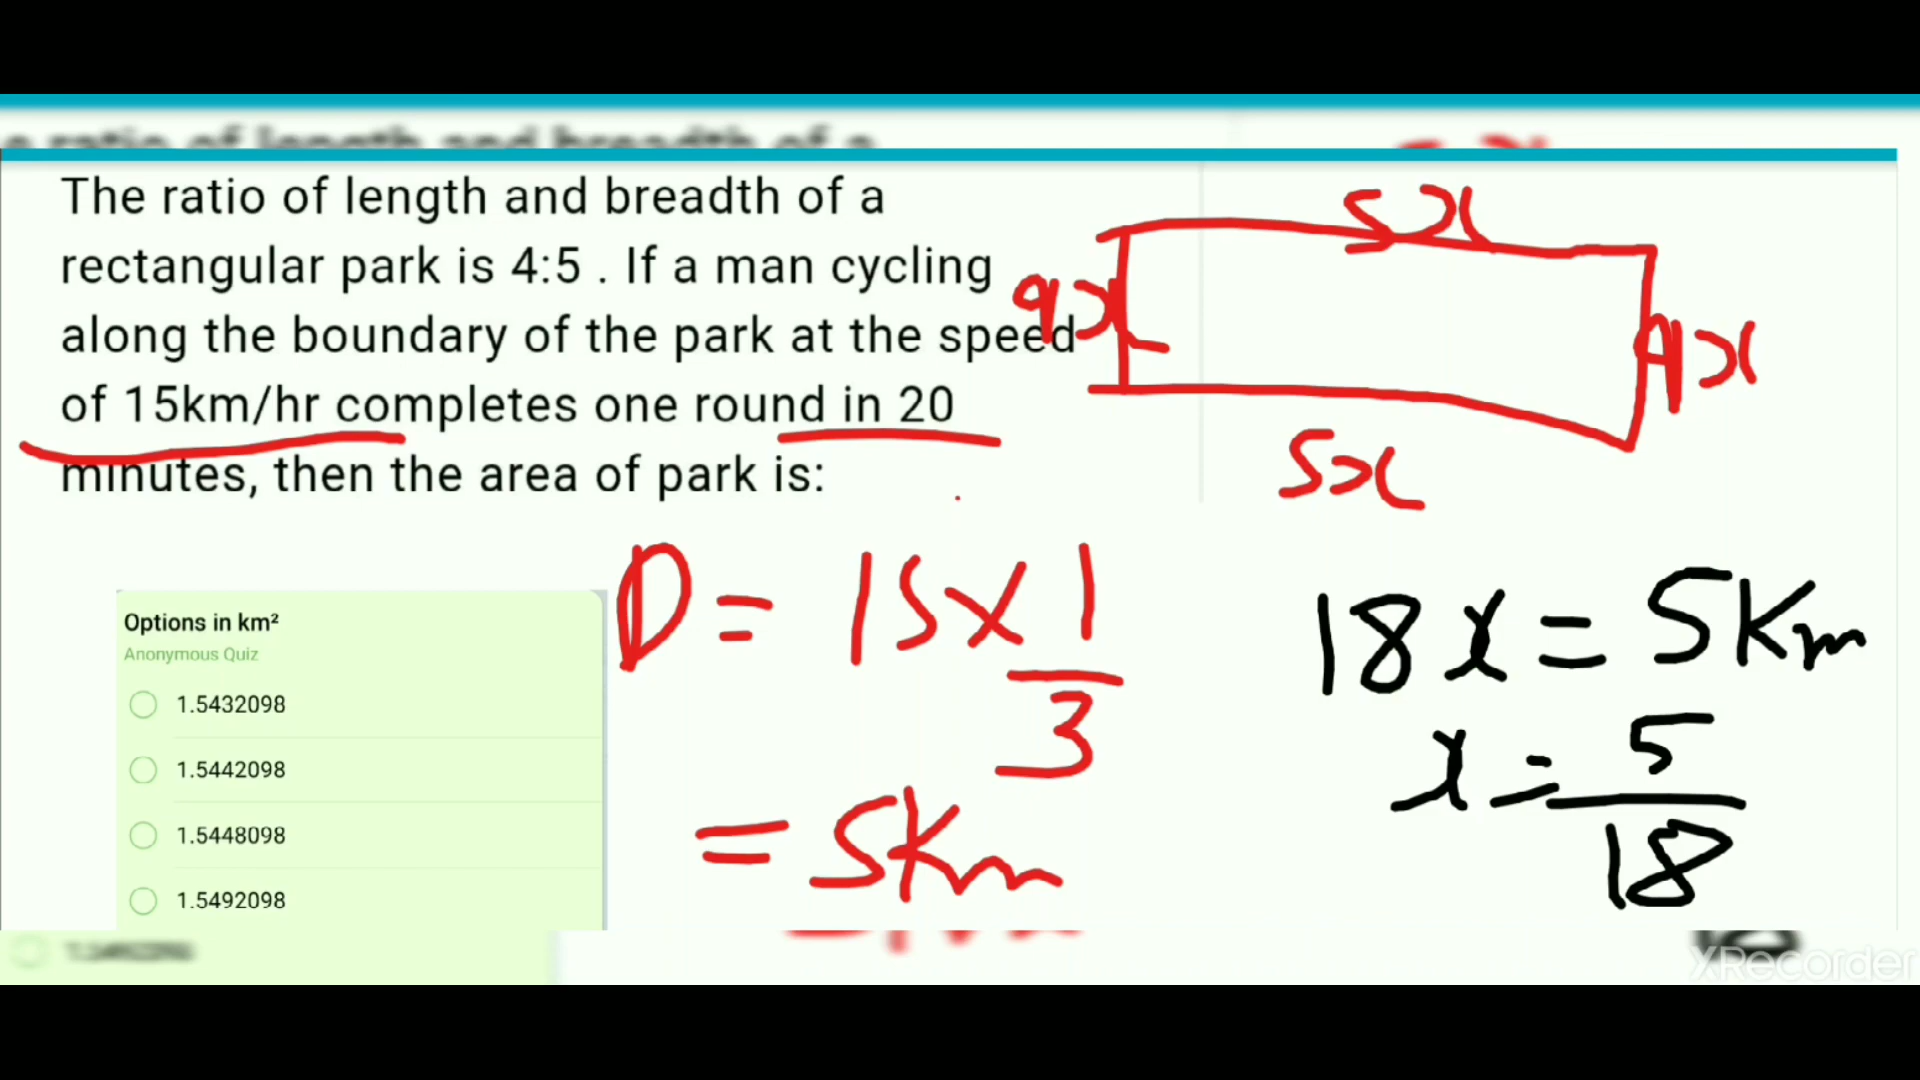 The ratio of length and breadth of a
rectangular park is 4:5 . If a man cycling
along the boundary of the park at the speed
of 15km/hr completes one round in 20
minutes, then the area of park is:
5x
4x
4x
5x
Options in km²
Anonymous Quiz
1.5432098
1.5442098
1.5448098
1.5492098
D = 15 x 1
3
= 5Km
18x = 5Km
x = 5
18
XRecorder